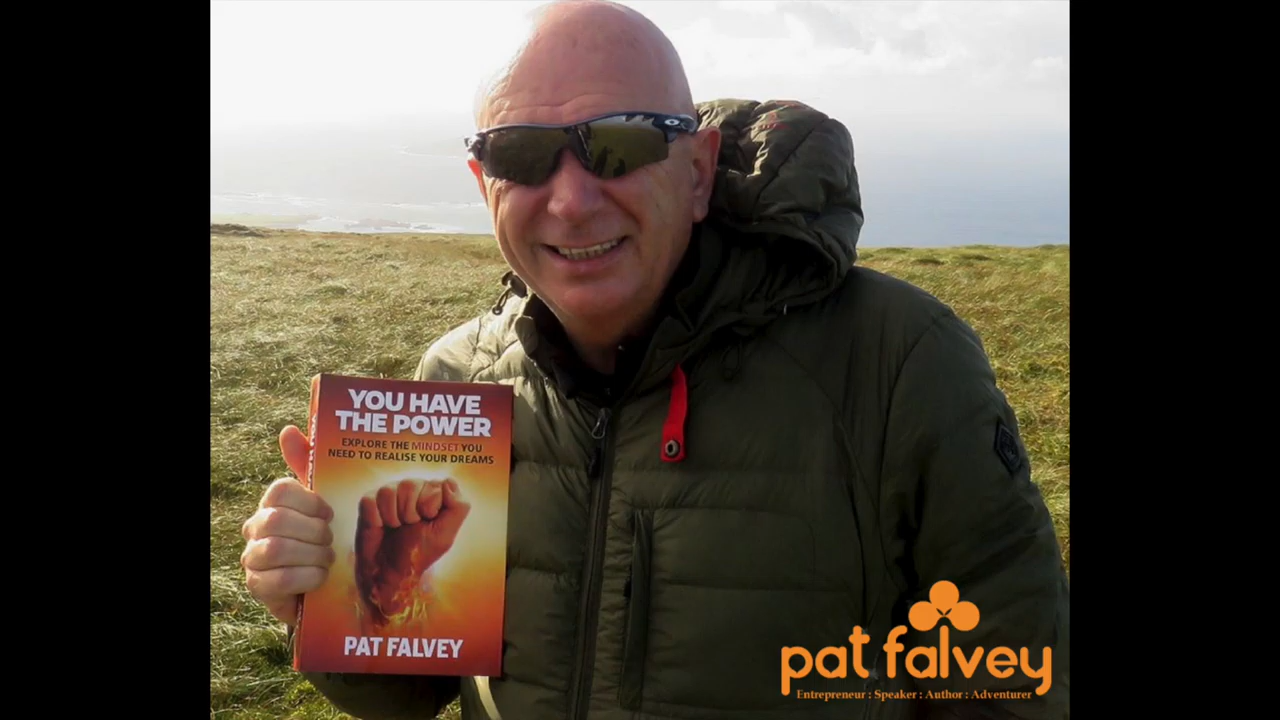 YOU HAVE
THE POWER
EXPLORE THE MINDSET YOU
NEED TO REALISE YOUR DREAMS
PAT FALVEY
pat falvey
Entrepreneur : Speaker : Author : Adventurer